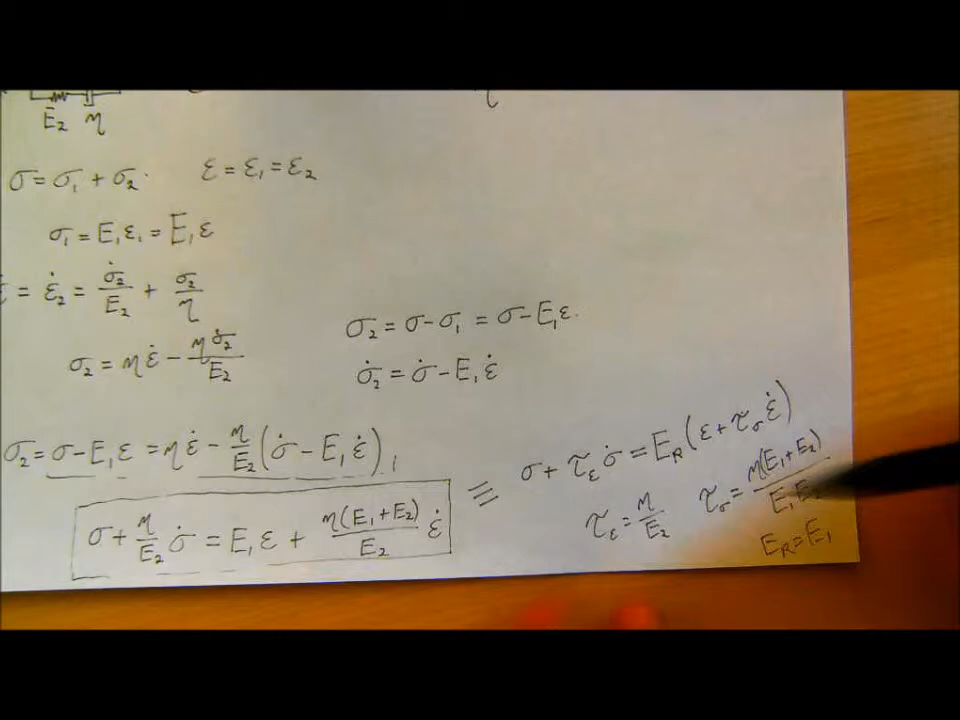 E₂ η
η
σ = σ₁ + σ₂. ε = ε₁ = ε₂
σ₁ = E₁ε₁ = E₁ε
ε̇ = ε̇₂ = σ̇₂/E₂ + σ₂/η
σ₂ = σ - σ₁ = σ - E₁ε.
σ₂ = ηε̇ - ησ̇₂/E₂
σ̇₂ = σ̇ - E₁ε̇
σ₂ = σ - E₁ε = ηε̇ - η/E₂ (σ̇ - E₁ε̇)
σ + η/E₂ σ̇ = E₁ε + η(E₁+E₂)/E₂ ε̇
≡ σ + τ_ε σ̇ = E_R (ε + τ_σ ε̇)
τ_ε = η/E₂ τ_σ = η(E₁+E₂)/E₁E₂
E_R = E₁